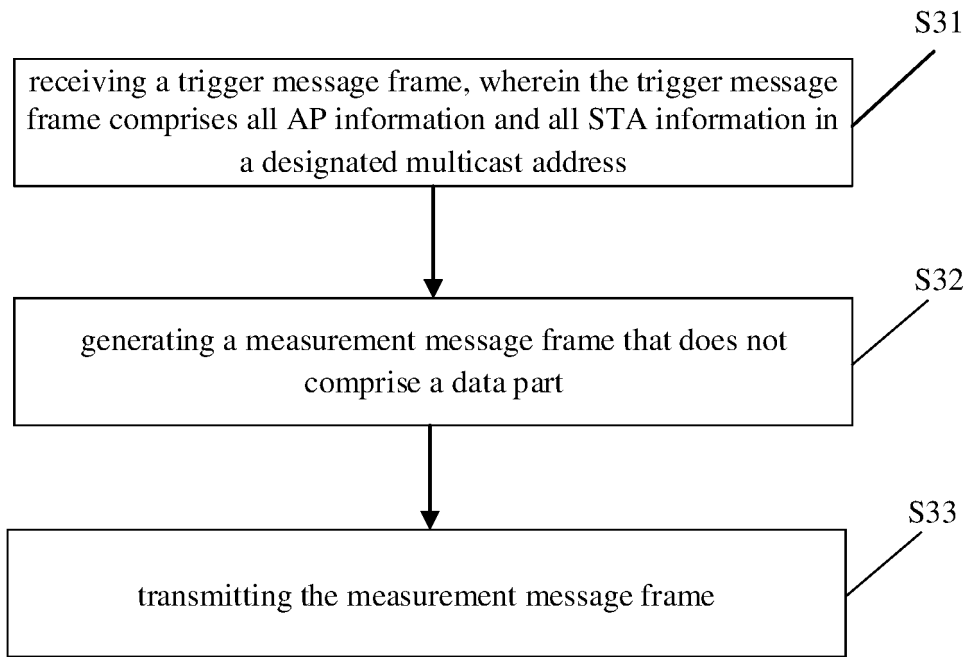 S31
receiving a trigger message frame, wherein the trigger message
frame comprises all AP information and all STA information in
a designated multicast address
S32
generating a measurement message frame that does not
comprise a data part
S33
transmitting the measurement message frame